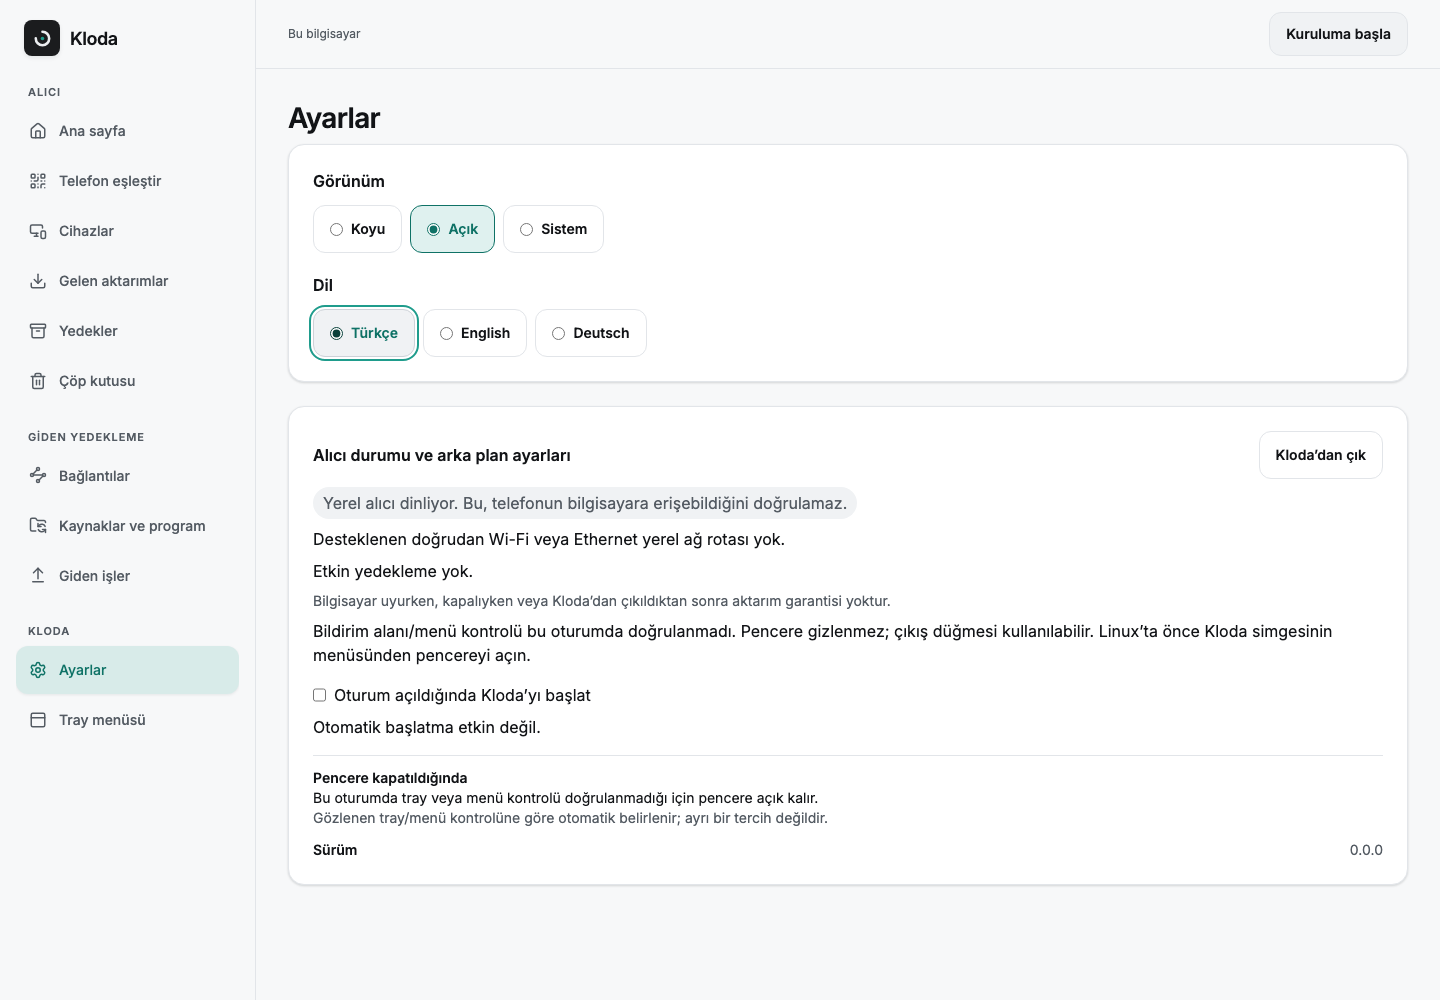 Kloda
ALICI
Ana sayfa
Telefon eşleştir
Cihazlar
Gelen aktarımlar
Yedekler
Çöp kutusu
GİDEN YEDEKLEME
Bağlantılar
Kaynaklar ve program
Giden işler
KLODA
Ayarlar
Tray menüsü
Bu bilgisayar
Kuruluma başla
Ayarlar
Görünüm
Koyu
Açık
Sistem
Dil
Türkçe
English
Deutsch
Alıcı durumu ve arka plan ayarları
Kloda’dan çık
Yerel alıcı dinliyor. Bu, telefonun bilgisayara erişebildiğini doğrulamaz.
Desteklenen doğrudan Wi-Fi veya Ethernet yerel ağ rotası yok.
Etkin yedekleme yok.
Bilgisayar uyurken, kapalıyken veya Kloda’dan çıkıldıktan sonra aktarım garantisi yoktur.
Bildirim alanı/menü kontrolü bu oturumda doğrulanmadı. Pencere gizlenmez; çıkış düğmesi kullanılabilir. Linux’ta önce Kloda simgesinin
menüsünden pencereyi açın.
Oturum açıldığında Kloda’yı başlat
Otomatik başlatma etkin değil.
Pencere kapatıldığında
Bu oturumda tray veya menü kontrolü doğrulanmadığı için pencere açık kalır.
Gözlenen tray/menü kontrolüne göre otomatik belirlenir; ayrı bir tercih değildir.
Sürüm
0.0.0